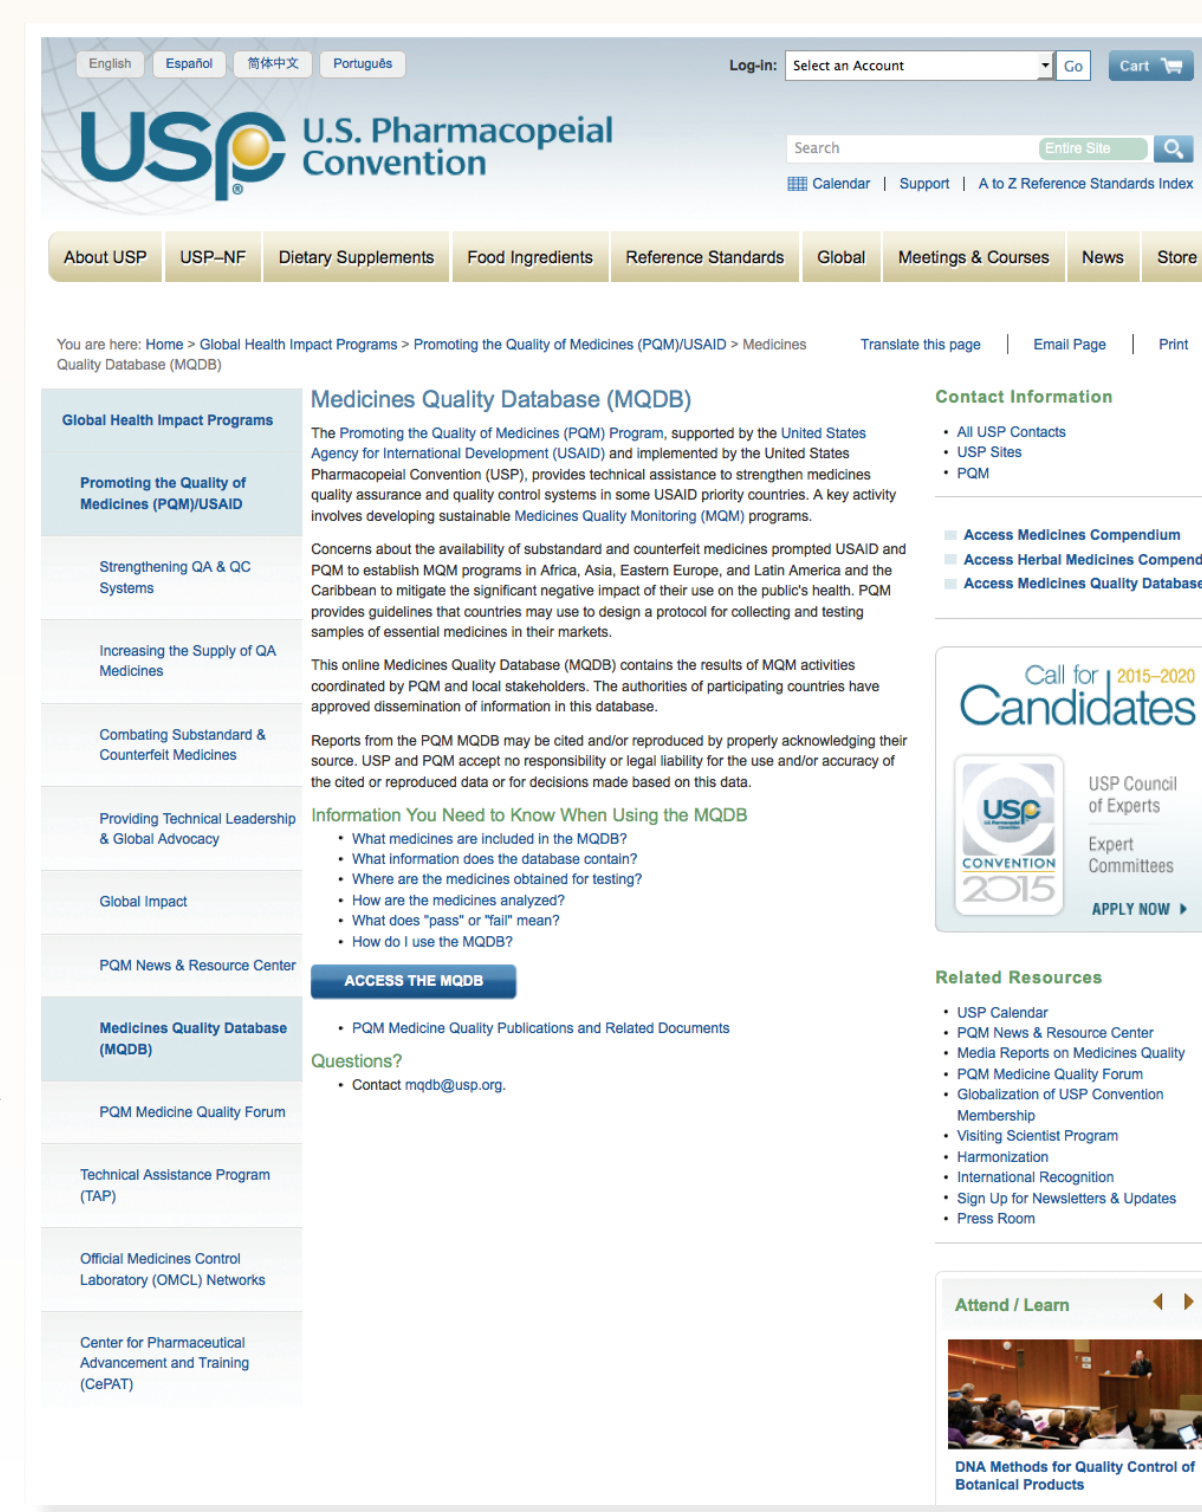 English
Español
简体中文
Português
Log-in:
Select an Account
Go
Cart
USP
®
U.S. Pharmacopeial
Convention
Search
Entire Site
Calendar | Support | A to Z Reference Standards Index
About USP
USP–NF
Dietary Supplements
Food Ingredients
Reference Standards
Global
Meetings & Courses
News
Store
You are here: Home > Global Health Impact Programs > Promoting the Quality of Medicines (PQM)/USAID > Medicines
Quality Database (MQDB)
Translate this page | Email Page | Print
Global Health Impact Programs
Promoting the Quality of
Medicines (PQM)/USAID
Strengthening QA & QC
Systems
Increasing the Supply of QA
Medicines
Combating Substandard &
Counterfeit Medicines
Providing Technical Leadership
& Global Advocacy
Global Impact
PQM News & Resource Center
Medicines Quality Database
(MQDB)
PQM Medicine Quality Forum
Technical Assistance Program
(TAP)
Official Medicines Control
Laboratory (OMCL) Networks
Center for Pharmaceutical
Advancement and Training
(CePAT)
Medicines Quality Database (MQDB)
The Promoting the Quality of Medicines (PQM) Program, supported by the United States
Agency for International Development (USAID) and implemented by the United States
Pharmacopeial Convention (USP), provides technical assistance to strengthen medicines
quality assurance and quality control systems in some USAID priority countries. A key activity
involves developing sustainable Medicines Quality Monitoring (MQM) programs.
Concerns about the availability of substandard and counterfeit medicines prompted USAID and
PQM to establish MQM programs in Africa, Asia, Eastern Europe, and Latin America and the
Caribbean to mitigate the significant negative impact of their use on the public's health. PQM
provides guidelines that countries may use to design a protocol for collecting and testing
samples of essential medicines in their markets.
This online Medicines Quality Database (MQDB) contains the results of MQM activities
coordinated by PQM and local stakeholders. The authorities of participating countries have
approved dissemination of information in this database.
Reports from the PQM MQDB may be cited and/or reproduced by properly acknowledging their
source. USP and PQM accept no responsibility or legal liability for the use and/or accuracy of
the cited or reproduced data or for decisions made based on this data.
Information You Need to Know When Using the MQDB
• What medicines are included in the MQDB?
• What information does the database contain?
• Where are the medicines obtained for testing?
• How are the medicines analyzed?
• What does "pass" or "fail" mean?
• How do I use the MQDB?
ACCESS THE MQDB
• PQM Medicine Quality Publications and Related Documents
Questions?
• Contact mqdb@usp.org.
Contact Information
• All USP Contacts
• USP Sites
• PQM
Access Medicines Compendium
Access Herbal Medicines Compend
Access Medicines Quality Database
Call for 2015–2020
Candidates
USP
CONVENTION
2015
USP Council
of Experts
Expert
Committees
APPLY NOW
Related Resources
• USP Calendar
• PQM News & Resource Center
• Media Reports on Medicines Quality
• PQM Medicine Quality Forum
• Globalization of USP Convention
Membership
• Visiting Scientist Program
• Harmonization
• International Recognition
• Sign Up for Newsletters & Updates
• Press Room
Attend / Learn
DNA Methods for Quality Control of
Botanical Products